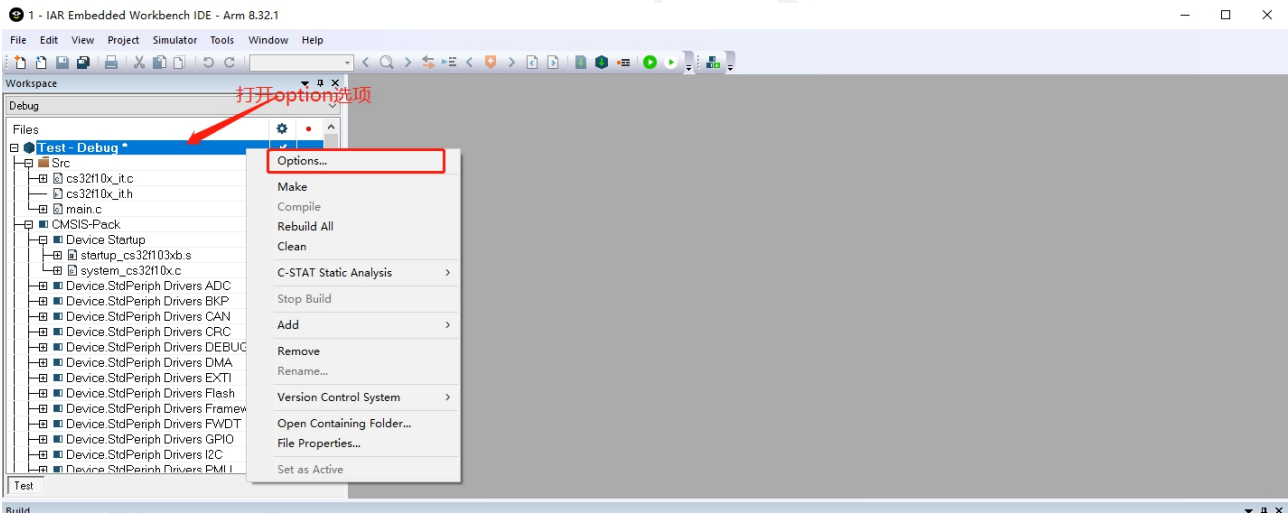 1 - IAR Embedded Workbench IDE - Arm 8.32.1
File Edit View Project Simulator Tools Window Help
Workspace
打开option选项
Debug
Files
Test - Debug *
Src
cs32f10x_it.c
cs32f10x_it.h
main.c
CMSIS-Pack
Device Startup
startup_cs32f103xb.s
system_cs32f10x.c
Device.StdPeriph Drivers ADC
Device.StdPeriph Drivers BKP
Device.StdPeriph Drivers CAN
Device.StdPeriph Drivers CRC
Device.StdPeriph Drivers DEBUG
Device.StdPeriph Drivers DMA
Device.StdPeriph Drivers EXTI
Device.StdPeriph Drivers Flash
Device.StdPeriph Drivers Framew
Device.StdPeriph Drivers FWDT
Device.StdPeriph Drivers GPIO
Device.StdPeriph Drivers I2C
Device.StdPeriph Drivers PMU
Options...
Make
Compile
Rebuild All
Clean
C-STAT Static Analysis
Stop Build
Add
Remove
Rename...
Version Control System
Open Containing Folder...
File Properties...
Set as Active
Test
Build